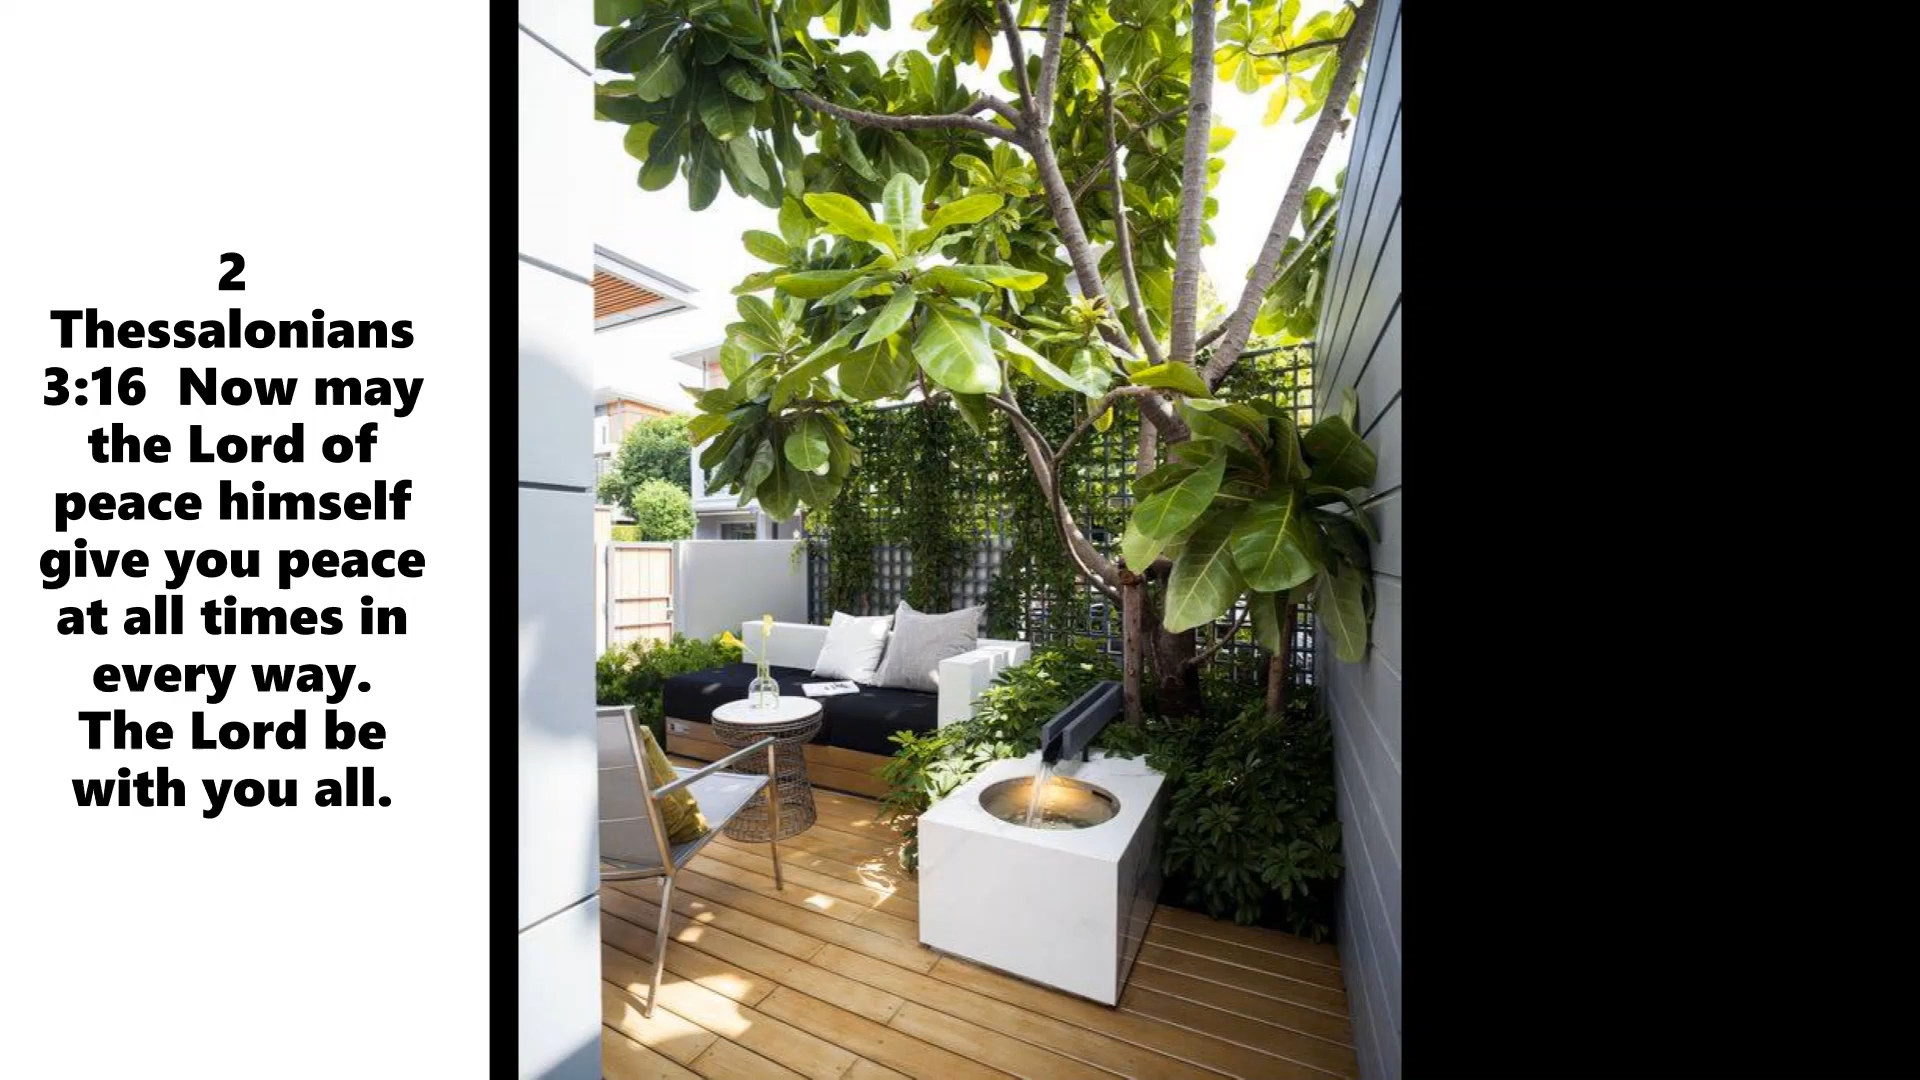 2
Thessalonians
3:16  Now may
the Lord of
peace himself
give you peace
at all times in
every way.
The Lord be
with you all.